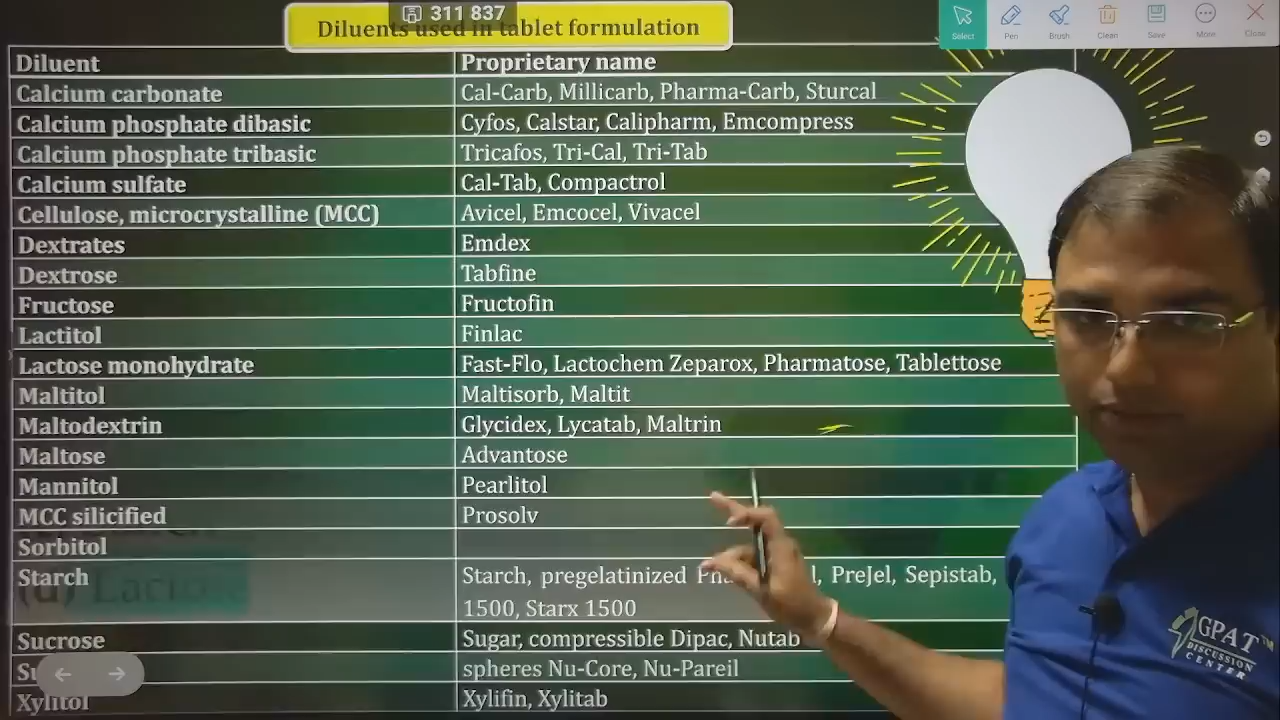 311 837
Diluents used in tablet formulation
Select Pen Brush Clean Save More Close
Diluent Proprietary name
Calcium carbonate Cal-Carb, Millicarb, Pharma-Carb, Sturcal
Calcium phosphate dibasic Cyfos, Calstar, Calipharm, Emcompress
Calcium phosphate tribasic Tricafos, Tri-Cal, Tri-Tab
Calcium sulfate Cal-Tab, Compactrol
Cellulose, microcrystalline (MCC) Avicel, Emcocel, Vivacel
Dextrates Emdex
Dextrose Tabfine
Fructose Fructofin
Lactitol Finlac
Lactose monohydrate Fast-Flo, Lactochem Zeparox, Pharmatose, Tablettose
Maltitol Maltisorb, Maltit
Maltodextrin Glycidex, Lycatab, Maltrin
Maltose Advantose
Mannitol Pearlitol
MCC silicified Prosolv
Sorbitol
Starch Starch, pregelatinized PreJel, Sepistab,
1500, Starx 1500
Sucrose Sugar, compressible Dipac, Nutab
spheres Nu-Core, Nu-Pareil
Xylitol Xylifin, Xylitab
GPAT
DISCUSSION
CENTER